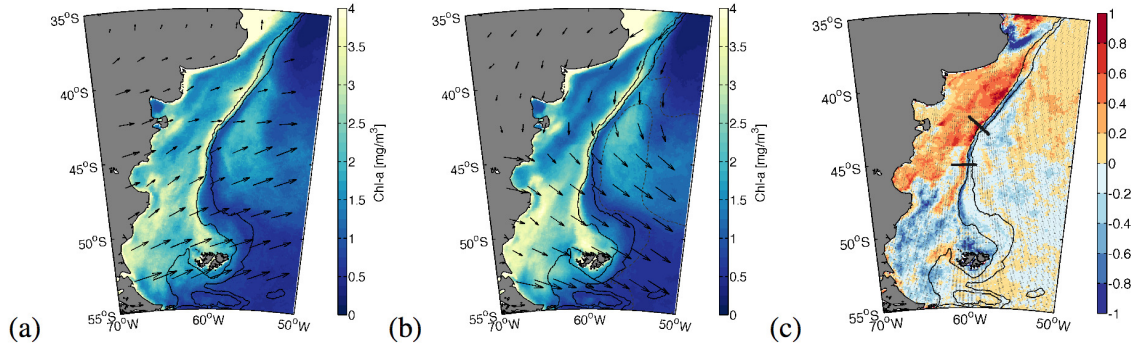 (a)
35°S
40°S
45°S
50°S
55°S
70°W
60°W
50°W
4
3.5
3
2.5
2
1.5
1
0.5
0
Chl-a [mg/m³]
(b)
35°S
40°S
45°S
50°S
55°S
70°W
60°W
50°W
4
3.5
3
2.5
2
1.5
1
0.5
0
Chl-a [mg/m³]
(c)
35°S
40°S
45°S
50°S
55°S
70°W
60°W
50°W
1
0.8
0.6
0.4
0.2
0
-0.2
-0.4
-0.6
-0.8
-1